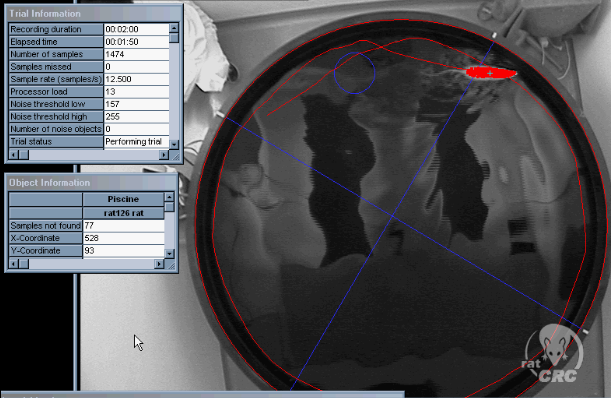 Trial Information
Recording duration 00:02:00
Elapsed time 00:01:50
Number of samples 1474
Samples missed 0
Sample rate (samples/s) 12.500
Processor load 13
Noise threshold low 157
Noise threshold high 255
Number of noise objects 0
Trial status Performing trial
Object Information
Piscine
rat126 rat
Samples not found 77
X-Coordinate 528
Y-Coordinate 93
rat
CRC